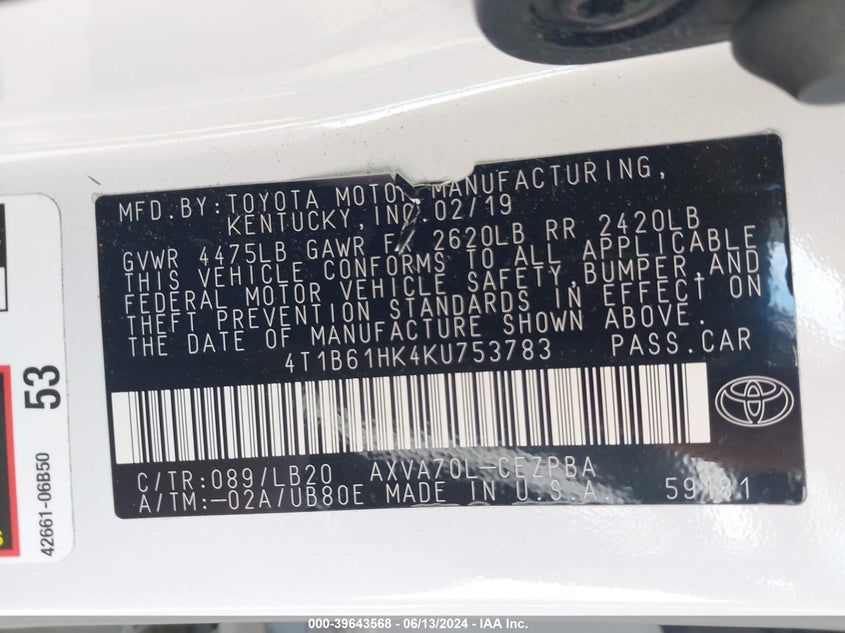 MFD. BY: TOYOTA MOTOR MANUFACTURING,
KENTUCKY, INC. 02/19
GVWR 4475LB GAWR FR 2620LB RR 2420LB
THIS VEHICLE CONFORMS TO ALL APPLICABLE
FEDERAL MOTOR VEHICLE SAFETY, BUMPER, AND
THEFT PREVENTION STANDARDS IN EFFECT ON
THE DATE OF MANUFACTURE SHOWN ABOVE.
4T1B61HK4KU753783 PASS. CAR
C/TR: 089/LB20 AXVA70L-CEZPBA
A/TM: -02A/UB80E MADE IN U.S.A. 59181
53
42661-06B50
000-39643568 - 06/13/2024 - IAA Inc.